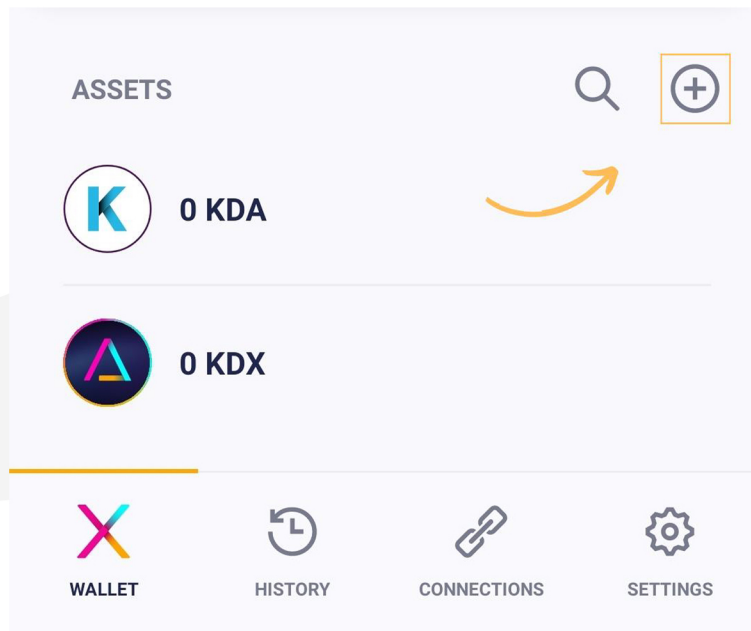 ASSETS
0 KDA
0 KDX
WALLET
HISTORY
CONNECTIONS
SETTINGS